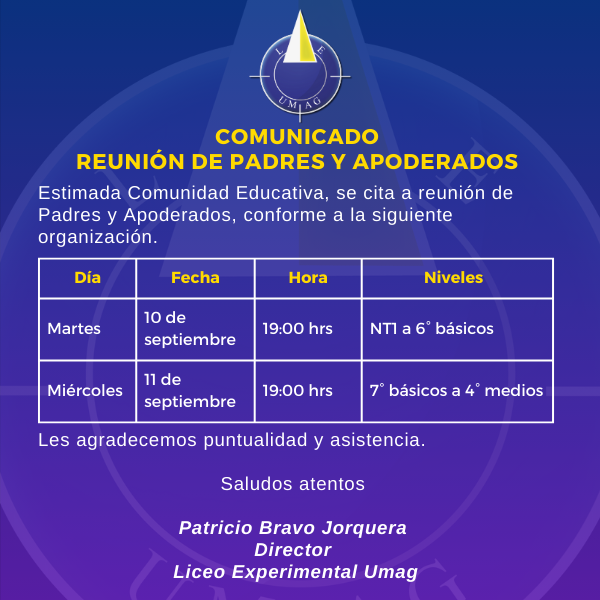 L E
UMAG
COMUNICADO
REUNIÓN DE PADRES Y APODERADOS
Estimada Comunidad Educativa, se cita a reunión de
Padres y Apoderados, conforme a la siguiente
organización.
Día Fecha Hora Niveles
Martes 10 de septiembre 19:00 hrs NT1 a 6° básicos
Miércoles 11 de septiembre 19:00 hrs 7° básicos a 4° medios
Les agradecemos puntualidad y asistencia.
Saludos atentos
Patricio Bravo Jorquera
Director
Liceo Experimental Umag